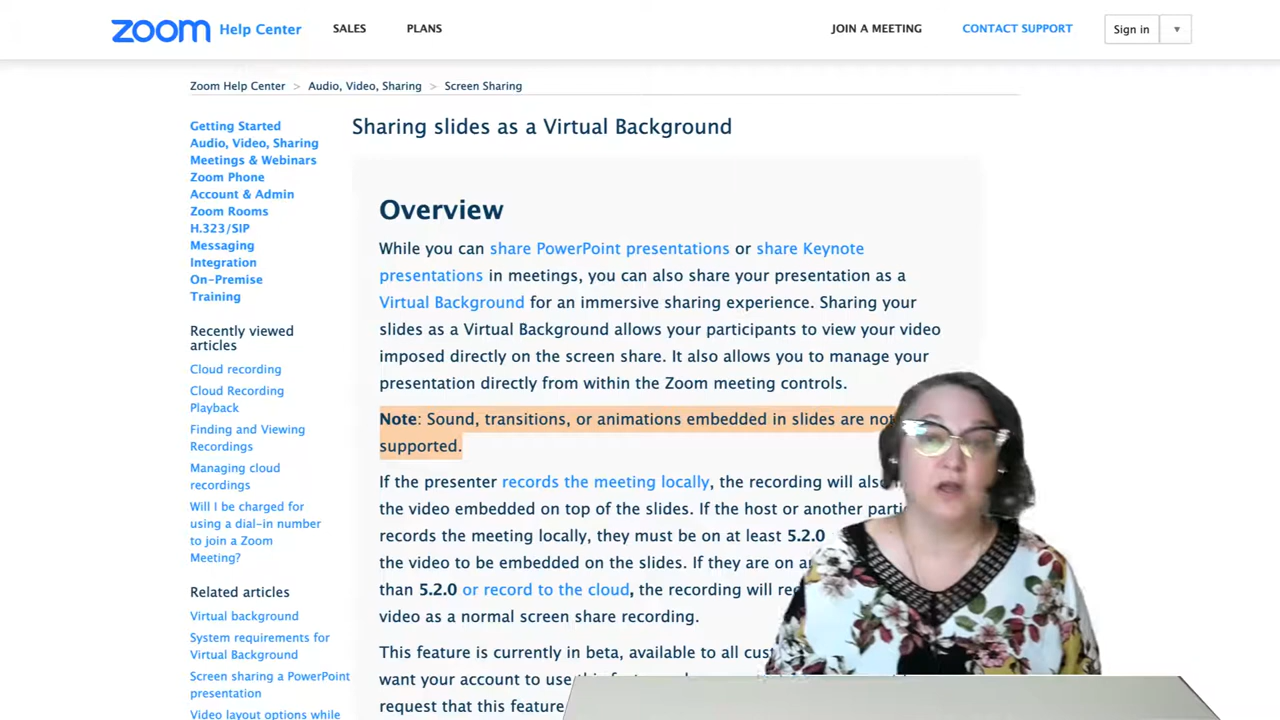 zoom Help Center SALES PLANS JOIN A MEETING CONTACT SUPPORT Sign in
Zoom Help Center > Audio, Video, Sharing > Screen Sharing
Getting Started
Audio, Video, Sharing
Meetings & Webinars
Zoom Phone
Account & Admin
Zoom Rooms
H.323/SIP
Messaging
Integration
On-Premise
Training
Recently viewed
articles
Cloud recording
Cloud Recording
Playback
Finding and Viewing
Recordings
Managing cloud
recordings
Will I be charged for
using a dial-in number
to join a Zoom
Meeting?
Related articles
Virtual background
System requirements for
Virtual Background
Screen sharing a PowerPoint
presentation
Video layout options while
Sharing slides as a Virtual Background
Overview
While you can share PowerPoint presentations or share Keynote
presentations in meetings, you can also share your presentation as a
Virtual Background for an immersive sharing experience. Sharing your
slides as a Virtual Background allows your participants to view your video
imposed directly on the screen share. It also allows you to manage your
presentation directly from within the Zoom meeting controls.
Note: Sound, transitions, or animations embedded in slides are not
supported.
If the presenter records the meeting locally, the recording will also
the video embedded on top of the slides. If the host or another
records the meeting locally, they must be on at least 5.2.0
the video to be embedded on the slides. If they are on
than 5.2.0 or record to the cloud, the recording will
video as a normal screen share recording.
This feature is currently in beta, available to all
want your account to use this
request that this feature